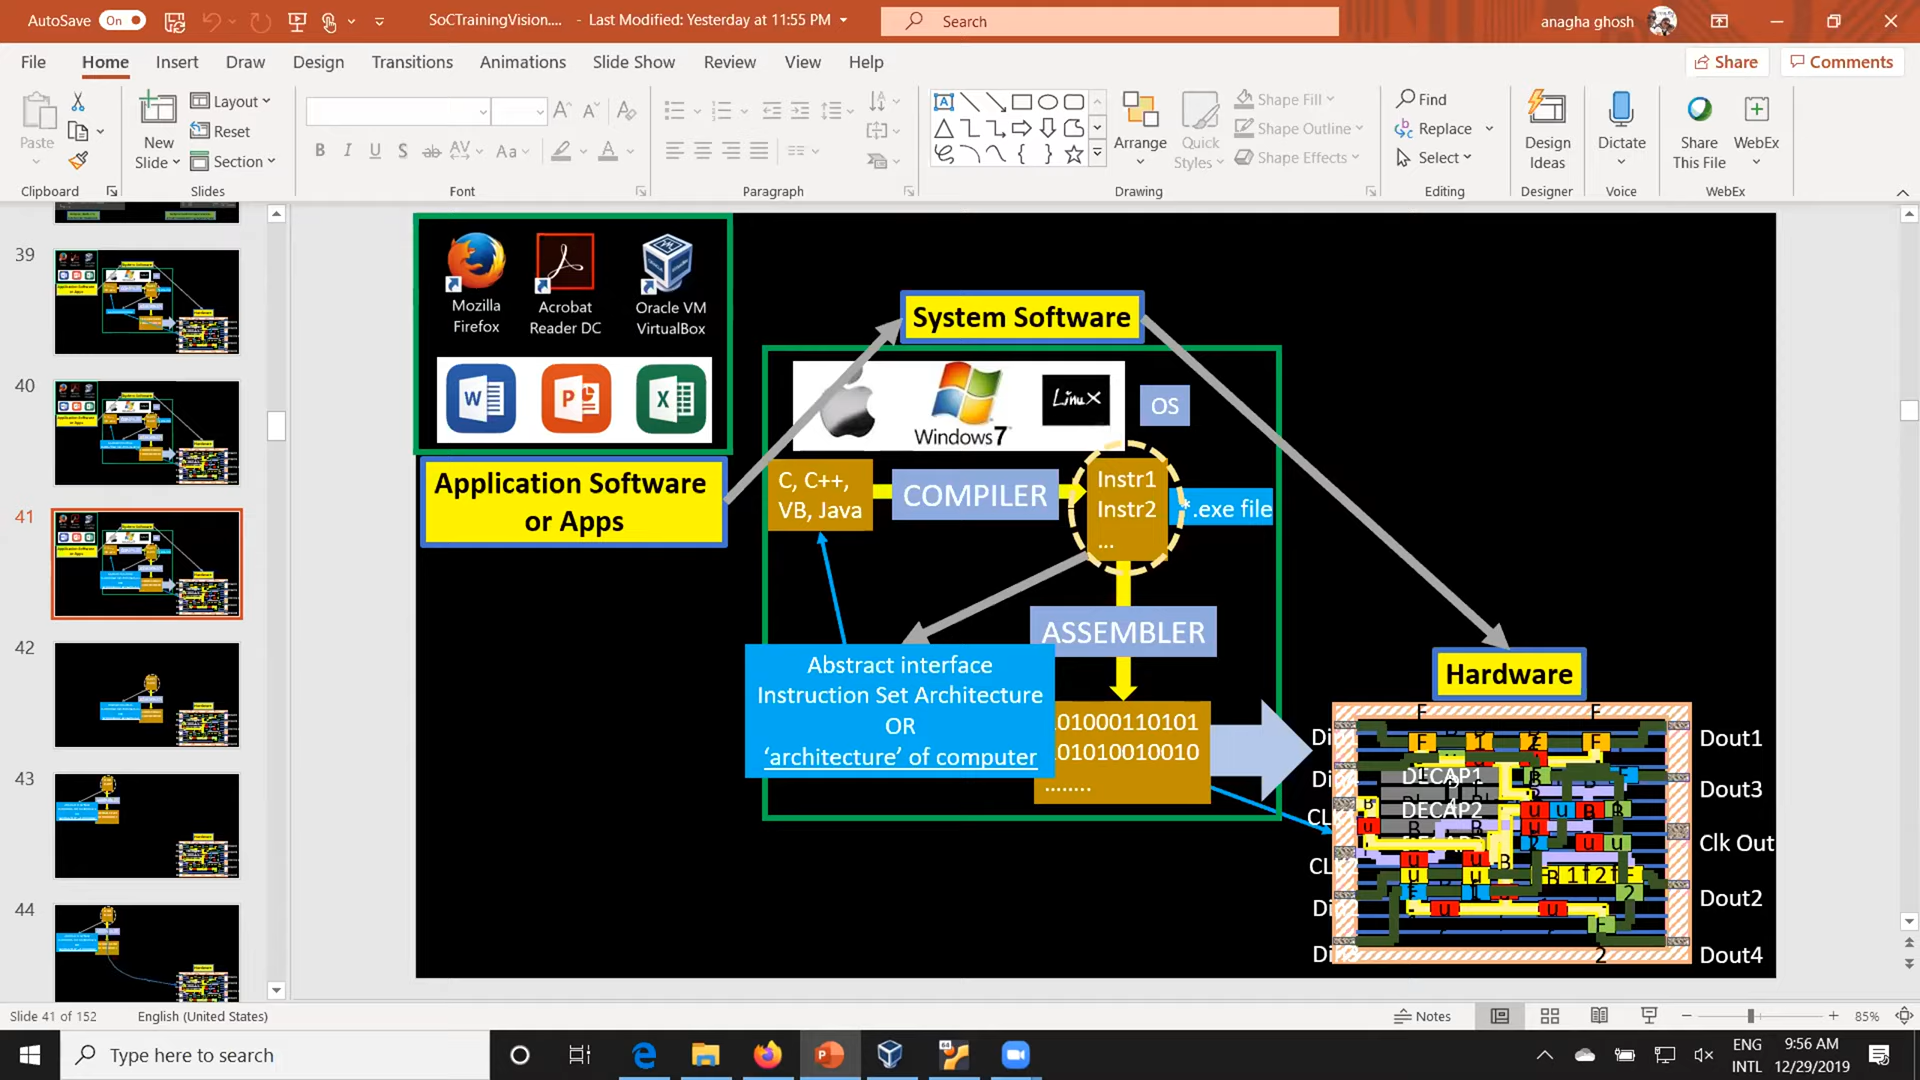 AutoSave On
SoCTrainingVision....  - Last Modified: Yesterday at 11:55 PM
Search
anagha ghosh
File Home Insert Draw Design Transitions Animations Slide Show Review View Help
Share Comments
Paste
New
Slide
Layout
Reset
Section
B I U S ab AV Aa A
Arrange
Quick
Styles
Shape Fill
Shape Outline
Shape Effects
Find
Replace
Select
Design
Ideas
Dictate
Share
This File
WebEx
Clipboard Slides Font Paragraph Drawing Editing Designer Voice WebEx
39
40
41
42
43
44
Mozilla
Firefox
Acrobat
Reader DC
Oracle VM
VirtualBox
W P X
Application Software
or Apps
System Software
Windows 7
Linux
OS
C, C++,
VB, Java
COMPILER
Instr1
Instr2
...
*.exe file
ASSEMBLER
Abstract interface
Instruction Set Architecture
OR
‘architecture’ of computer
01000110101
01010010010
........
Hardware
DECAP1
DECAP2
Dout1
Dout3
Clk Out
Dout2
Dout4
Slide 41 of 152
English (United States)
Notes
85%
Type here to search
ENG
INTL
9:56 AM
12/29/2019